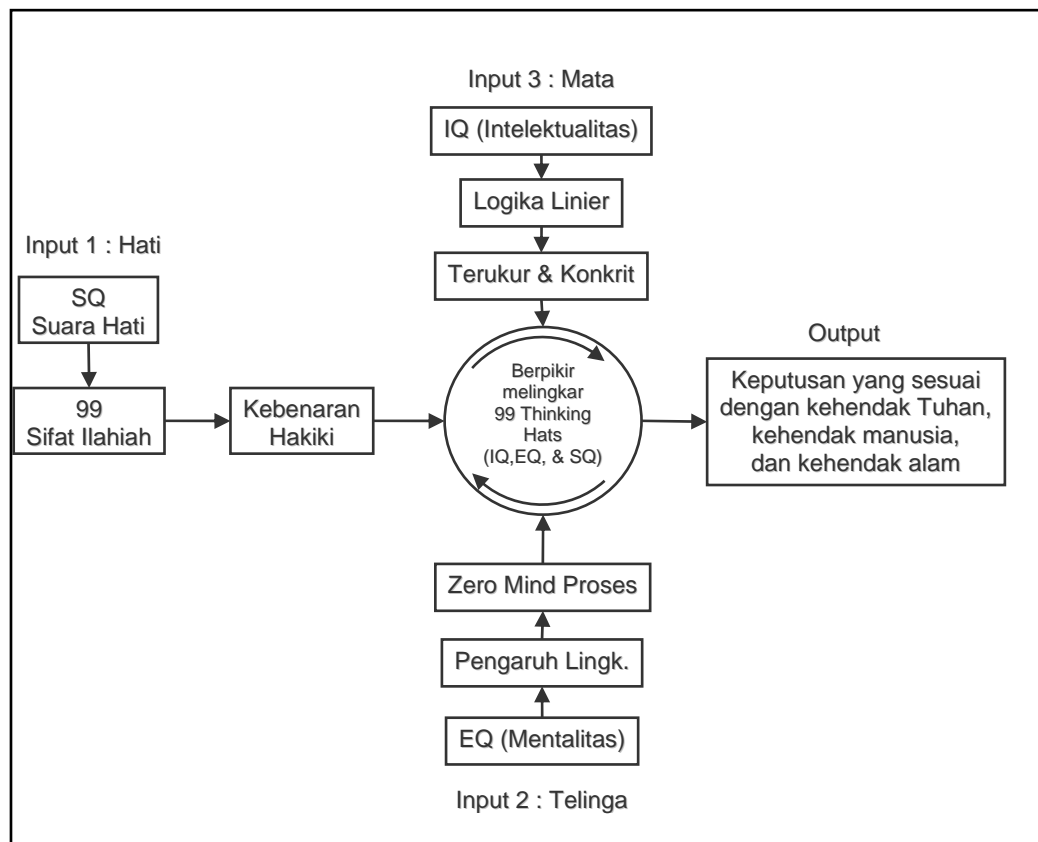 Input 3 : Mata
IQ (Intelektualitas)
Logika Linier
Terukur & Konkrit
Input 1 : Hati
SQ
Suara Hati
99
Sifat Ilahiah
Kebenaran
Hakiki
Berpikir
melingkar
99 Thinking
Hats
(IQ,EQ, & SQ)
Output
Keputusan yang sesuai
dengan kehendak Tuhan,
kehendak manusia,
dan kehendak alam
Zero Mind Proses
Pengaruh Lingk.
EQ (Mentalitas)
Input 2 : Telinga